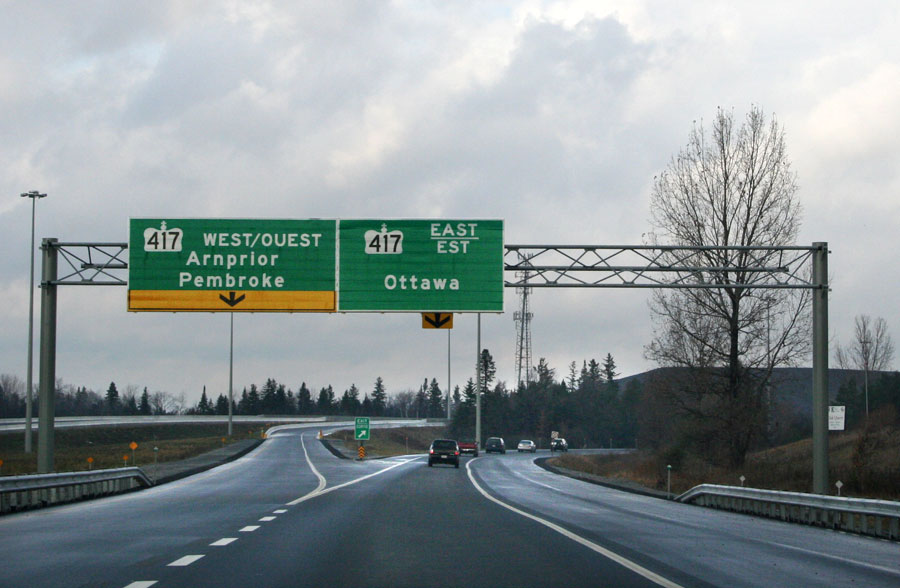 417 WEST/OUEST
Arnprior
Pembroke
417 EAST
EST
Ottawa